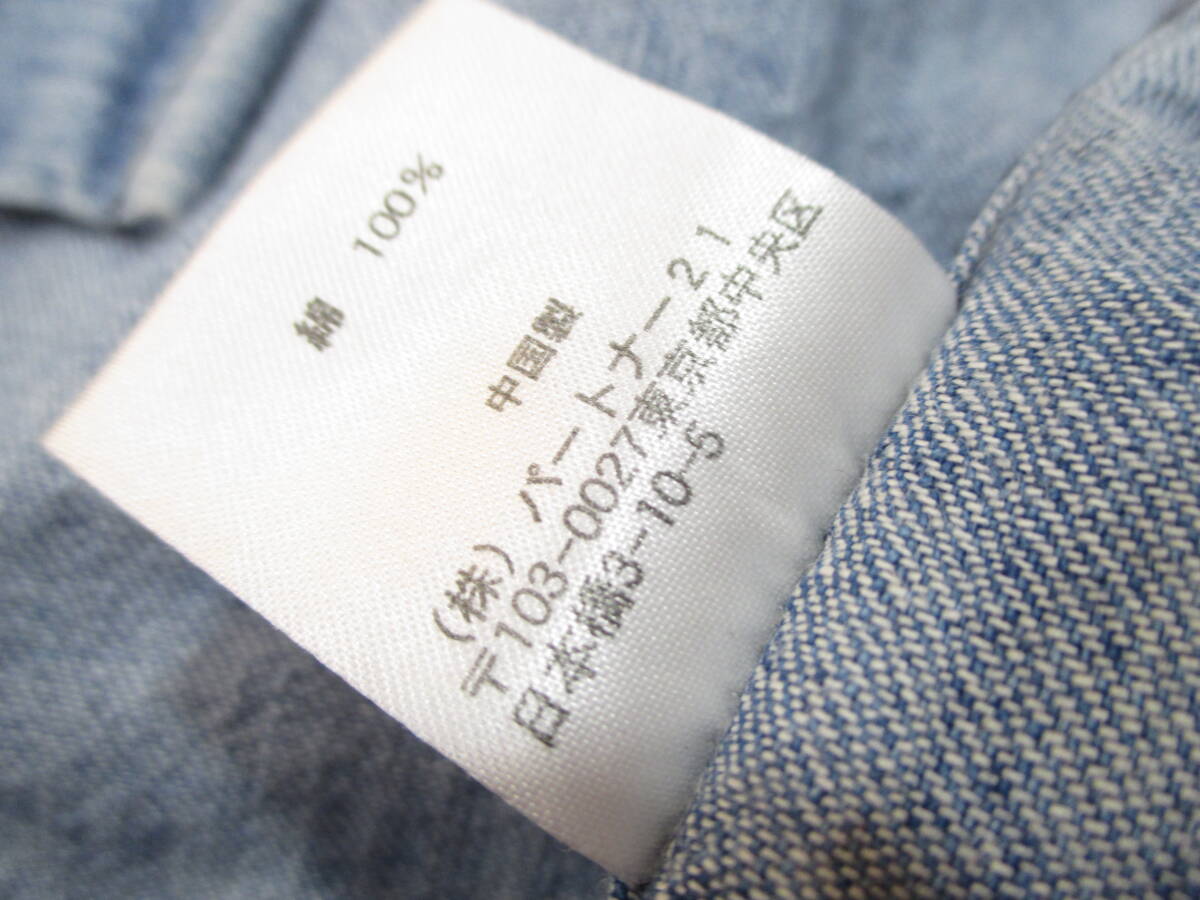 綿 100%
中国製
(株) パートナー21
〒103-0027東京都中央区
日本橋3-10-5